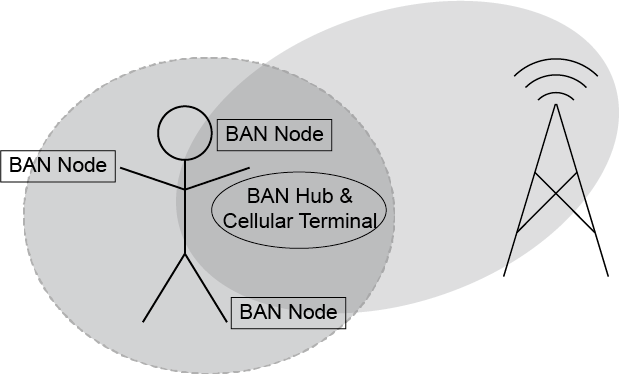 BAN Node
BAN Node
BAN Hub &
Cellular Terminal
BAN Node